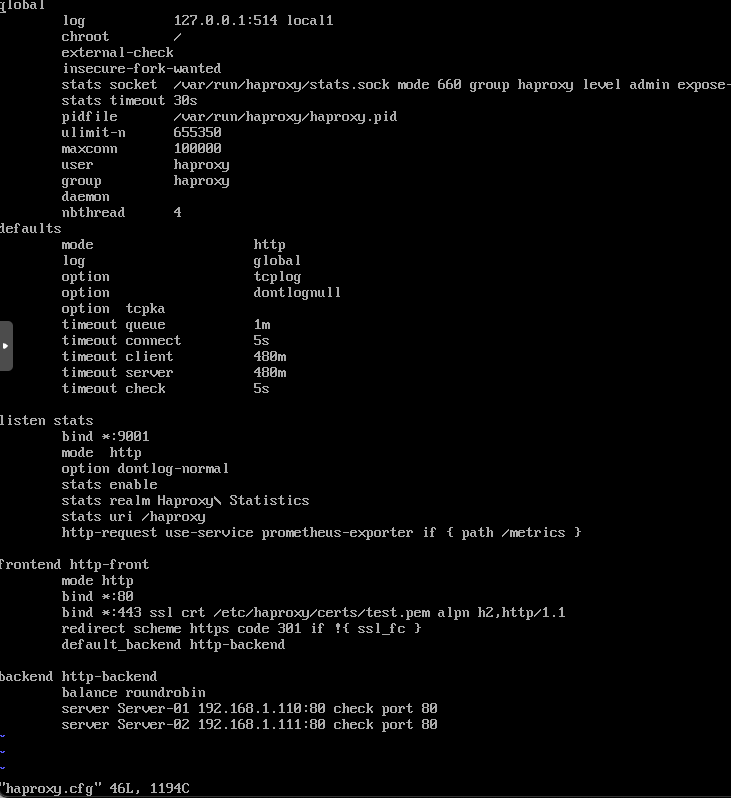 global
        log           127.0.0.1:514 local1
        chroot        /
        external-check
        insecure-fork-wanted
        stats socket  /var/run/haproxy/stats.sock mode 660 group haproxy level admin expose-
        stats timeout 30s
        pidfile       /var/run/haproxy/haproxy.pid
        ulimit-n      655350
        maxconn       100000
        user          haproxy
        group         haproxy
        daemon
        nbthread      4
defaults
        mode                    http
        log                     global
        option                  tcplog
        option                  dontlognull
        option  tcpka
        timeout queue           1m
        timeout connect         5s
        timeout client          480m
        timeout server          480m
        timeout check           5s

listen stats
        bind *:9001
        mode  http
        option dontlog-normal
        stats enable
        stats realm Haproxy\ Statistics
        stats uri /haproxy
        http-request use-service prometheus-exporter if { path /metrics }

frontend http-front
        mode http
        bind *:80
        bind *:443 ssl crt /etc/haproxy/certs/test.pem alpn h2,http/1.1
        redirect scheme https code 301 if !{ ssl_fc }
        default_backend http-backend

backend http-backend
        balance roundrobin
        server Server-01 192.168.1.110:80 check port 80
        server Server-02 192.168.1.111:80 check port 80
~
~
~
"haproxy.cfg" 46L, 1194C